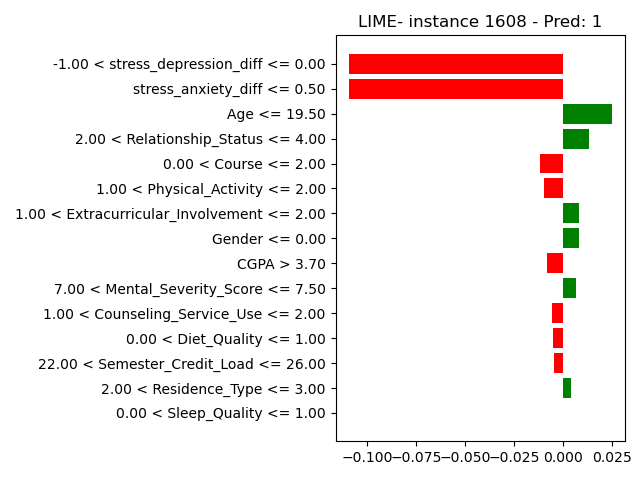 LIME- instance 1608 - Pred: 1
-1.00 < stress_depression_diff <= 0.00
stress_anxiety_diff <= 0.50
Age <= 19.50
2.00 < Relationship_Status <= 4.00
0.00 < Course <= 2.00
1.00 < Physical_Activity <= 2.00
1.00 < Extracurricular_Involvement <= 2.00
Gender <= 0.00
CGPA > 3.70
7.00 < Mental_Severity_Score <= 7.50
1.00 < Counseling_Service_Use <= 2.00
0.00 < Diet_Quality <= 1.00
22.00 < Semester_Credit_Load <= 26.00
2.00 < Residence_Type <= 3.00
0.00 < Sleep_Quality <= 1.00
−0.100 −0.075 −0.050 −0.025 0.000 0.025